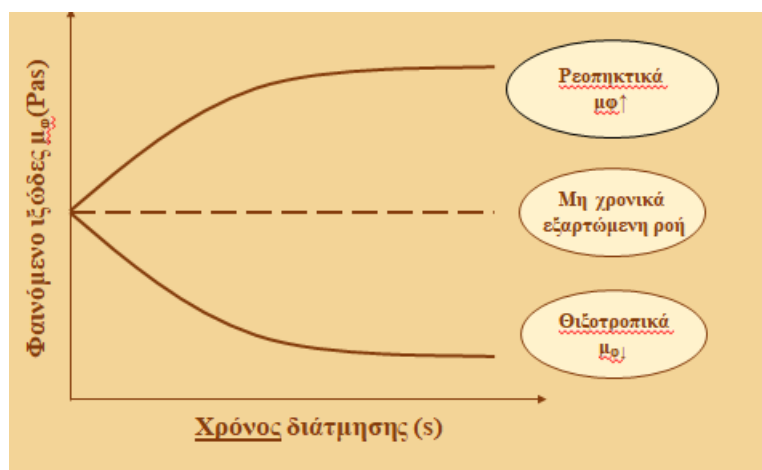 Φαινόμενο ιξώδες μφ(Pas)
Ρεοπηκτικά
μφ↑
Μη χρονικά
εξαρτώμενη ροή
Θιξοτροπικά
μφ↓
Χρόνος διάτμησης (s)